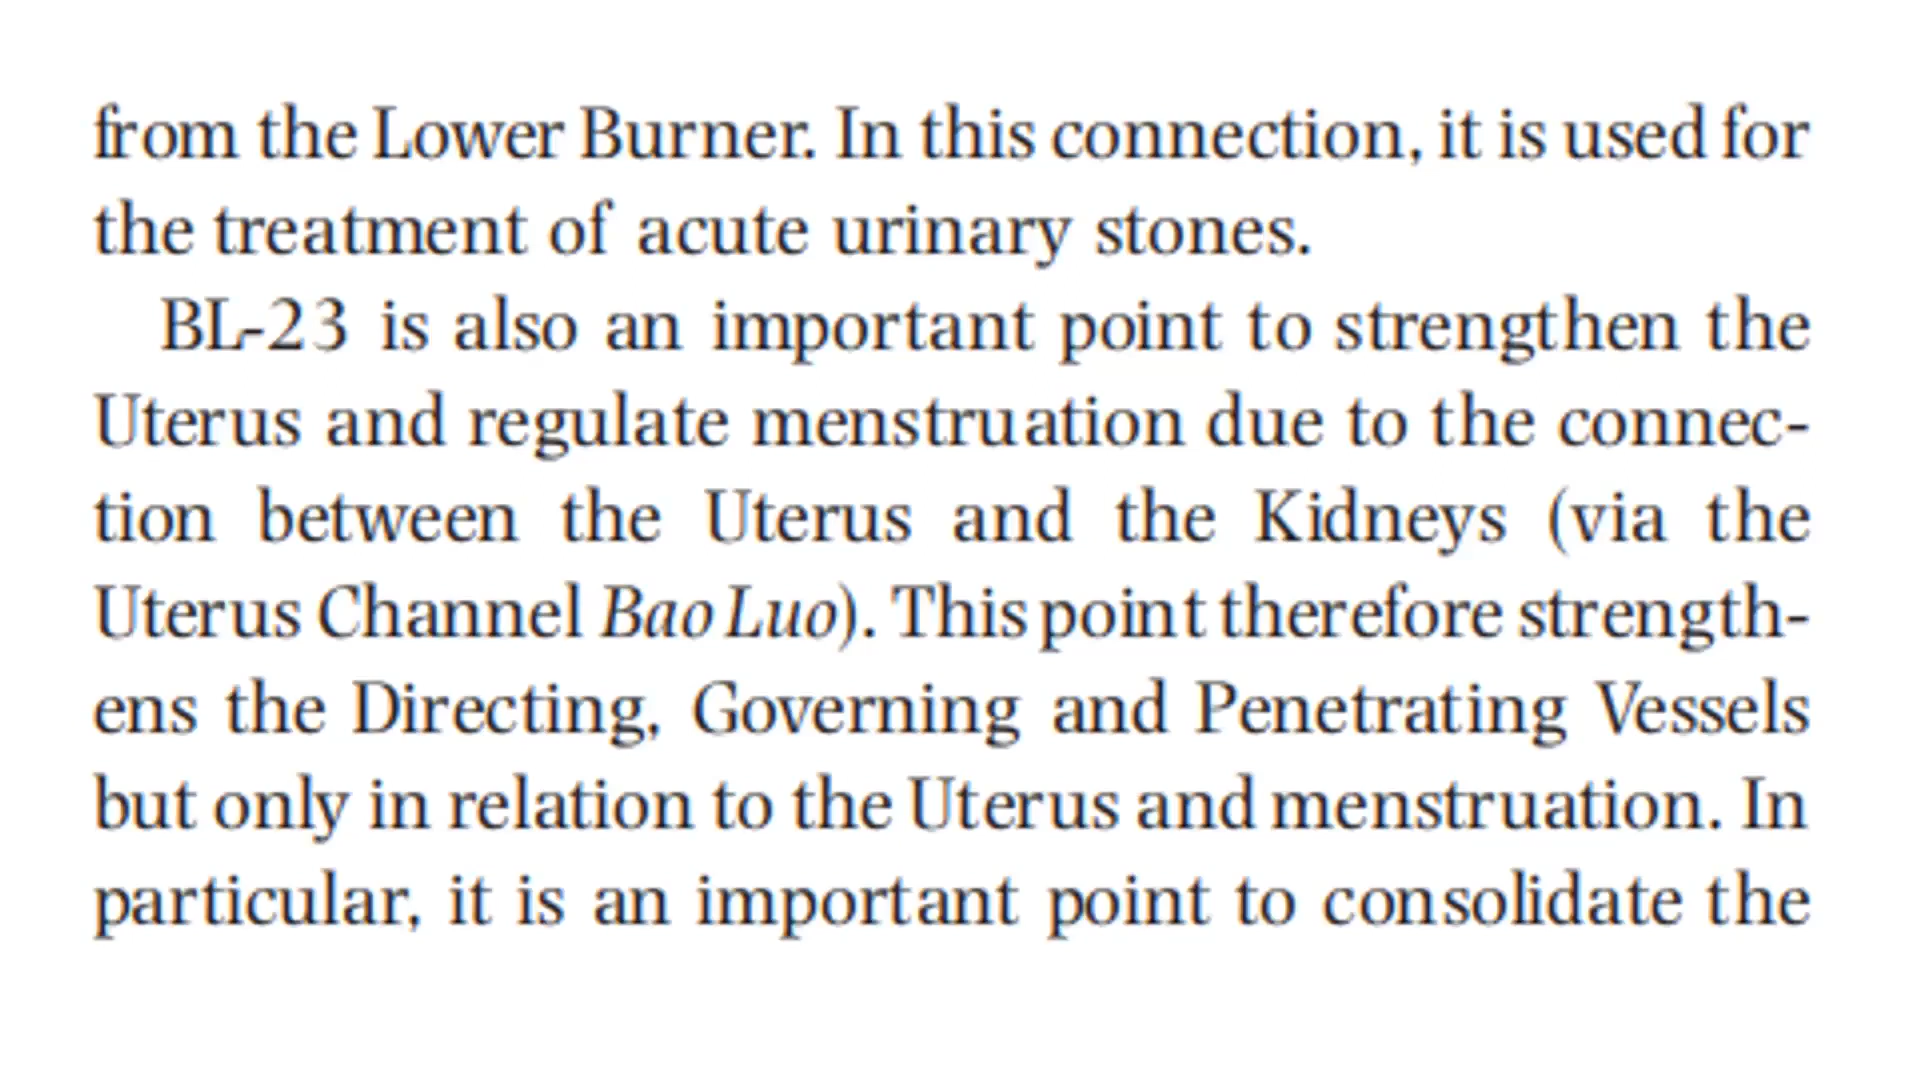 from the Lower Burner. In this connection, it is used for
the treatment of acute urinary stones.
BL-23 is also an important point to strengthen the
Uterus and regulate menstruation due to the connec-
tion between the Uterus and the Kidneys (via the
Uterus Channel Bao Luo). This point therefore strength-
ens the Directing, Governing and Penetrating Vessels
but only in relation to the Uterus and menstruation. In
particular, it is an important point to consolidate the